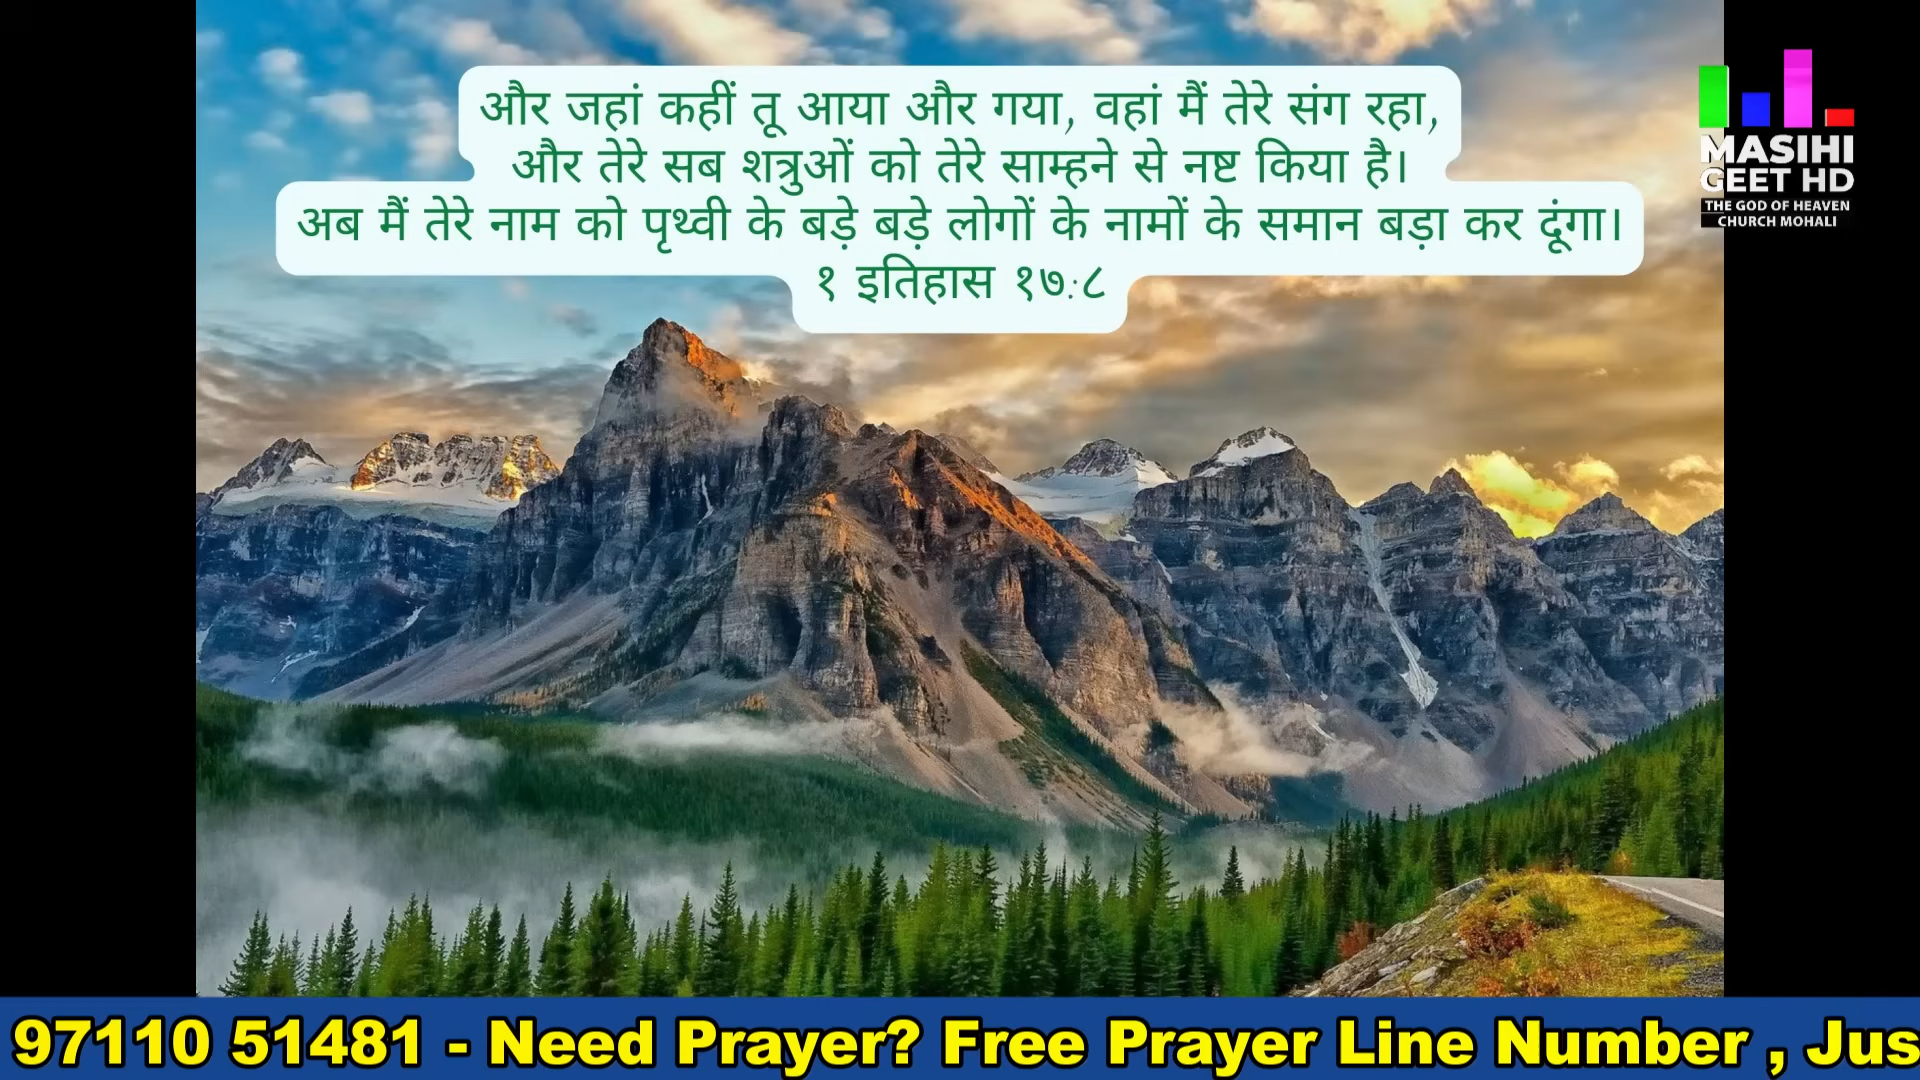 और जहां कहीं तू आया और गया, वहां मैं तेरे संग रहा,
और तेरे सब शत्रुओं को तेरे साम्हने से नष्ट किया है।
अब मैं तेरे नाम को पृथ्वी के बड़े बड़े लोगों के नामों के समान बड़ा कर दूंगा।
१ इतिहास १७:८
MASIHI
GEET HD
THE GOD OF HEAVEN
CHURCH MOHALI
97110 51481 - Need Prayer? Free Prayer Line Number , Jus